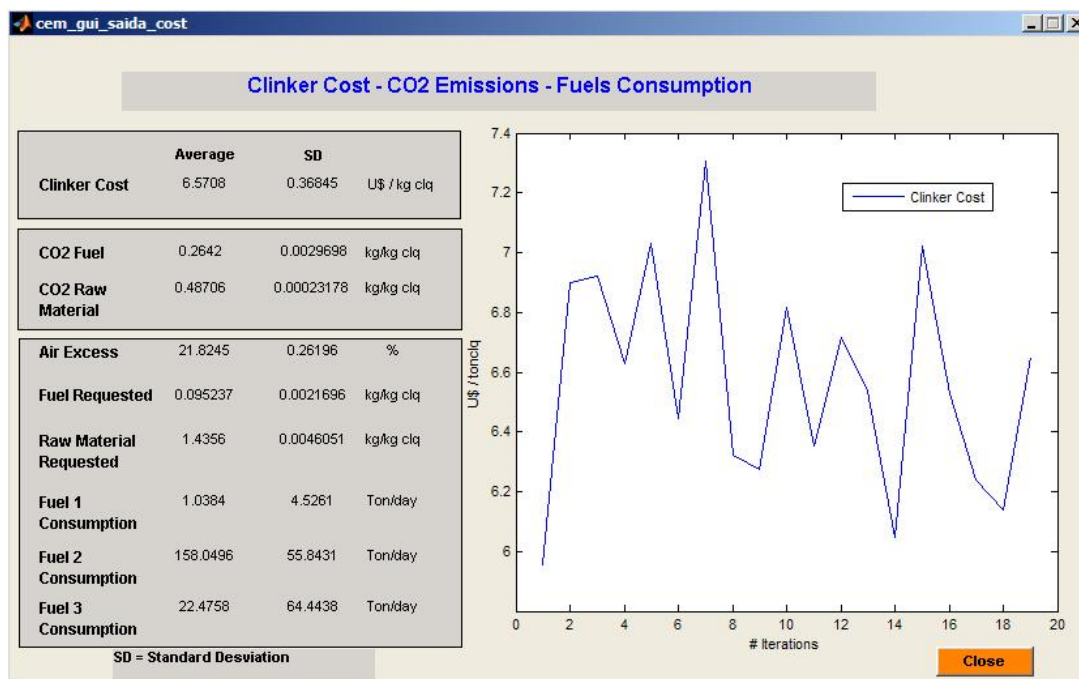 cem_gui_saida_cost
Clinker Cost - CO2 Emissions - Fuels Consumption
Average SD
Clinker Cost 6.5708 0.36845 U$ / kg clq
CO2 Fuel 0.2642 0.0029698 kg/kg clq
CO2 Raw 0.48706 0.00023178 kg/kg clq
Material
Air Excess 21.8245 0.26196 %
Fuel Requested 0.095237 0.0021696 kg/kg clq
Raw Material 1.4356 0.0046051 kg/kg clq
Requested
Fuel 1 1.0384 4.5261 Ton/day
Consumption
Fuel 2 158.0496 55.8431 Ton/day
Consumption
Fuel 3 22.4758 64.4438 Ton/day
Consumption
SD = Standard Desviation
7.4
7.2
7
6.8
6.6
6.4
6.2
6
U$ / tonclq
Clinker Cost
0 2 4 6 8 10 12 14 16 18 20
# Iterations
Close